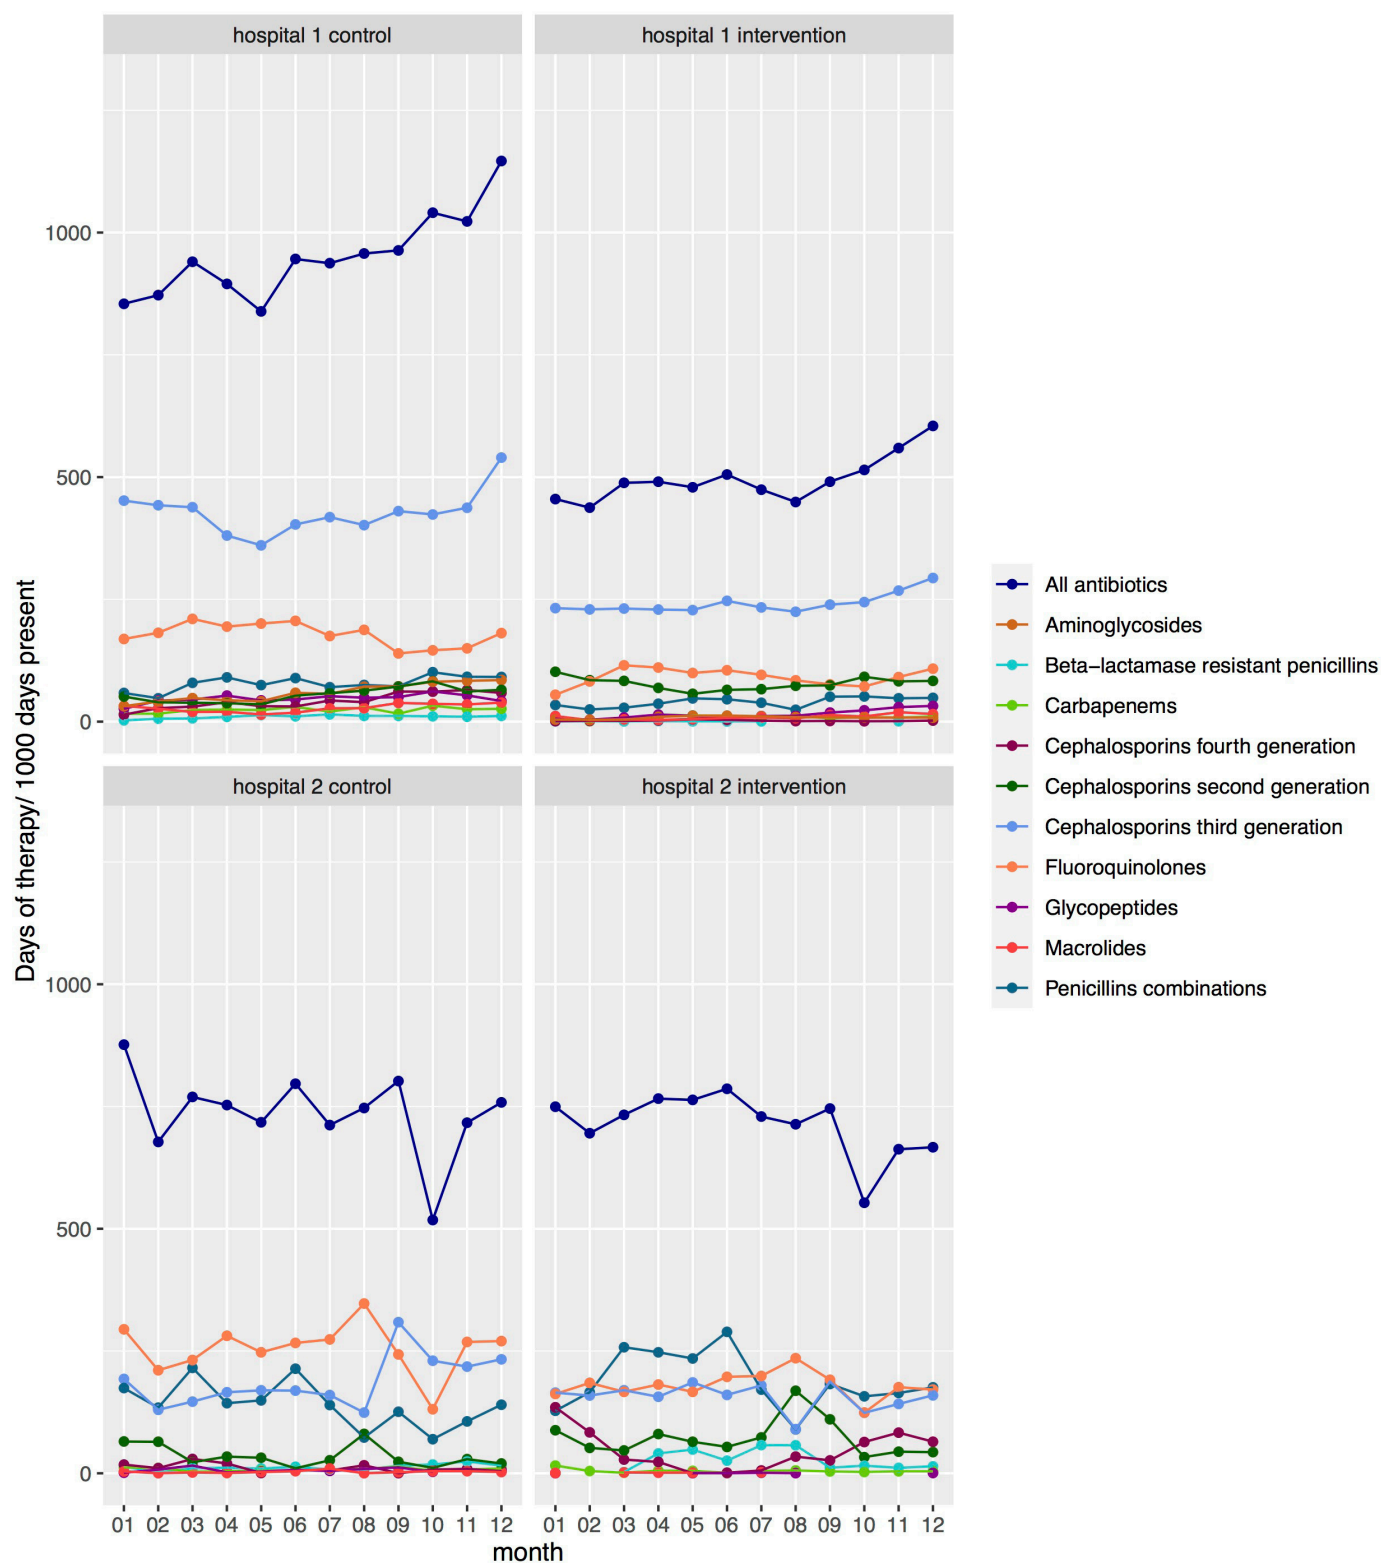 hospital 1 control
hospital 1 intervention
1000
500
0
hospital 2 control
hospital 2 intervention
1000
500
0
01 02 03 04 05 06 07 08 09 10 11 12
01 02 03 04 05 06 07 08 09 10 11 12
month
Days of therapy/ 1000 days present
All antibiotics
Aminoglycosides
Beta−lactamase resistant penicillins
Carbapenems
Cephalosporins fourth generation
Cephalosporins second generation
Cephalosporins third generation
Fluoroquinolones
Glycopeptides
Macrolides
Penicillins combinations